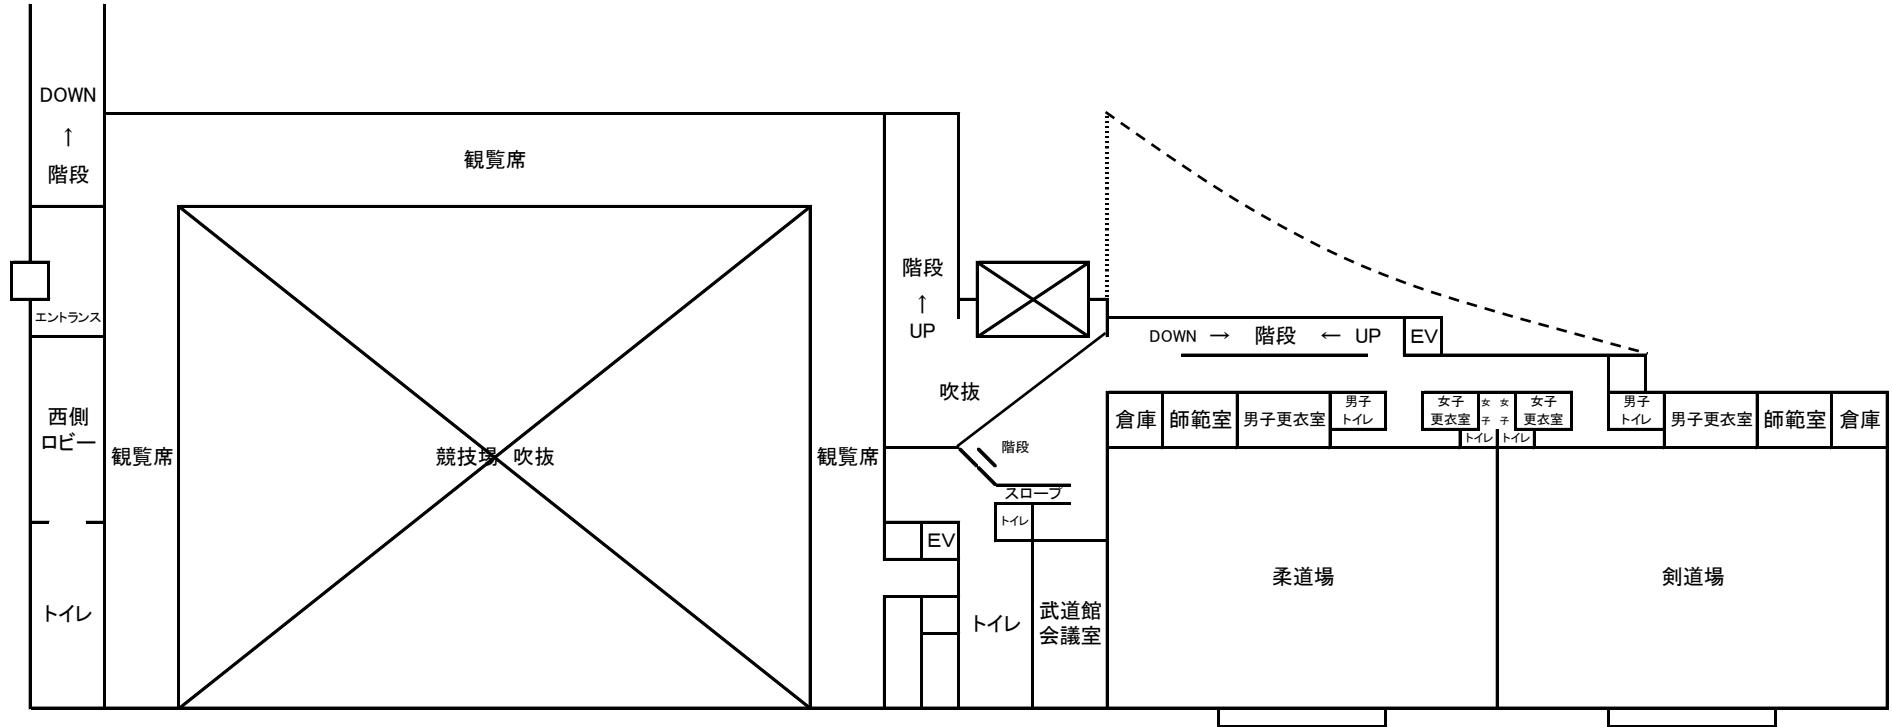 DOWN
↑
階段
エントランス
西側
ロビー
トイレ
観覧席
観覧席
競技場 吹抜
観覧席
階段
↑
UP
吹抜
DOWN → 階段 ← UP
EV
階段
スロープ
トイレ
EV
トイレ
武道館
会議室
倉庫
師範室
男子更衣室
男子
トイレ
女子
更衣室
女子
トイレ
女子
トイレ
女子
更衣室
男子
トイレ
男子更衣室
師範室
倉庫
柔道場
剣道場